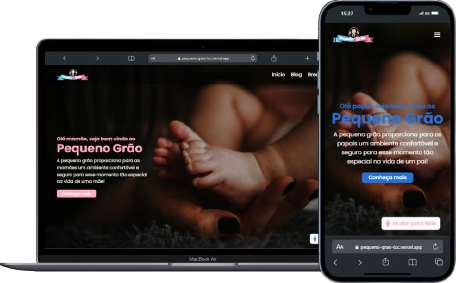 pequeno-grao-tcc.vercel.app
Início Blog
Olá mamãe, seja bem vinda ao
Pequeno Grão
A pequeno grão proporciona para as
mamães um ambiente confortável e
seguro para esse momento tão especial
na vida de uma mãe!
Conheça mais
MacBook Air
15:27
Olá papai, seja bem vindo ao
Pequeno Grão
A pequeno grão proporciona para os
papais um ambiente confortável e
seguro para esse momento tão
especial na vida de um pai!
Conheça mais
Mudar para Mãe
AA pequeno-grao-tcc.vercel.app